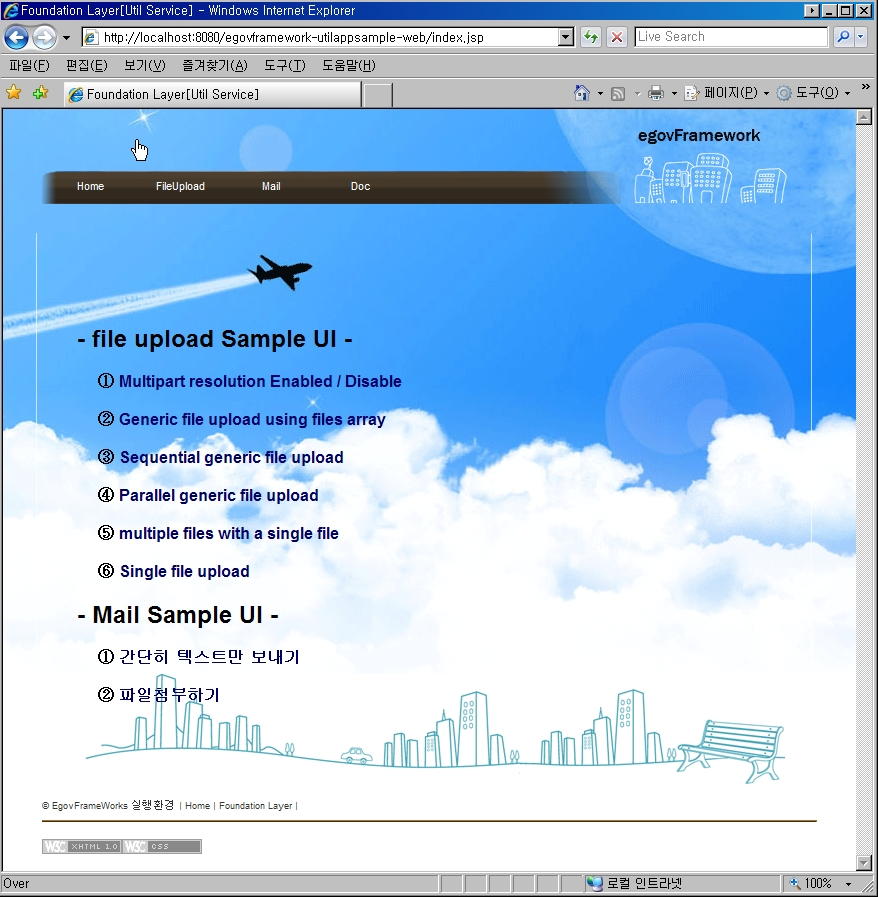 Foundation Layer[Util Service] - Windows Internet Explorer
http://localhost:8080/egovframework-utilappsample-web/index.jsp
Live Search
파일(F) 편집(E) 보기(V) 즐겨찾기(A) 도구(T) 도움말(H)
Foundation Layer[Util Service]
페이지(P) 도구(O) »
egovFramework
Home FileUpload Mail Doc
- file upload Sample UI -
① Multipart resolution Enabled / Disable
② Generic file upload using files array
③ Sequential generic file upload
④ Parallel generic file upload
⑤ multiple files with a single file
⑥ Single file upload
- Mail Sample UI -
① 간단히 텍스트만 보내기
② 파일첨부하기
© EgovFrameWorks 실행환경 | Home | Foundation Layer |
W3C XHTML 1.0 W3C CSS
Over 로컬 인트라넷 100%